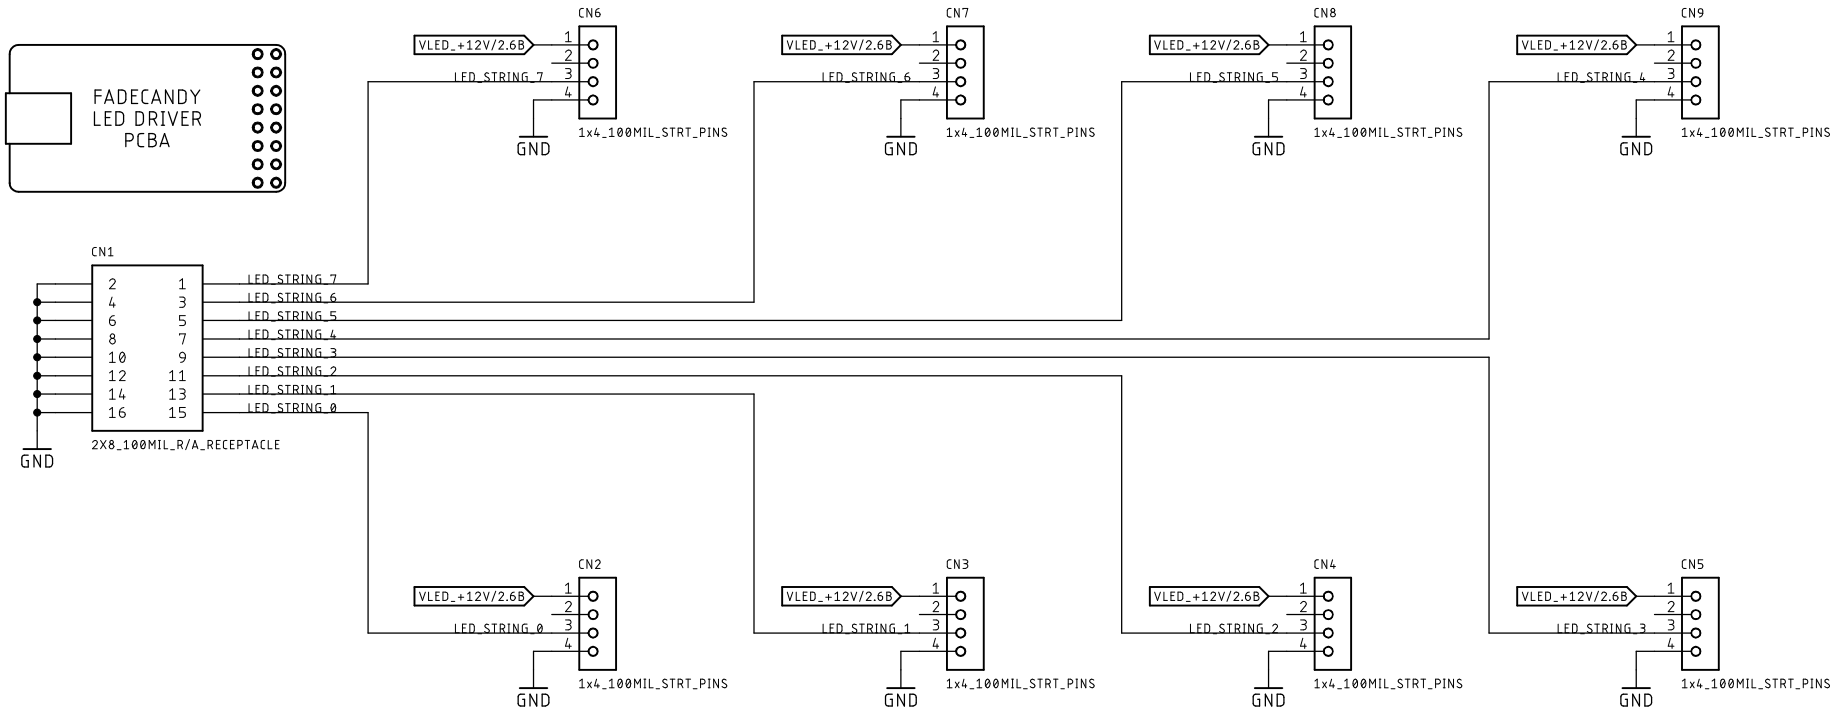 CN6
VLED_+12V/2.6B 1
2
LED_STRING_7 3
4
GND
1x4_100MIL_STRT_PINS
CN7
VLED_+12V/2.6B 1
2
LED_STRING_6 3
4
GND
1x4_100MIL_STRT_PINS
CN8
VLED_+12V/2.6B 1
2
LED_STRING_5 3
4
GND
1x4_100MIL_STRT_PINS
CN9
VLED_+12V/2.6B 1
2
LED_STRING_4 3
4
GND
1x4_100MIL_STRT_PINS
FADECANDY
LED DRIVER
PCBA
CN1
2 1 LED_STRING_7
4 3 LED_STRING_6
6 5 LED_STRING_5
8 7 LED_STRING_4
10 9 LED_STRING_3
12 11 LED_STRING_2
14 13 LED_STRING_1
16 15 LED_STRING_0
2X8_100MIL_R/A_RECEPTACLE
GND
CN2
VLED_+12V/2.6B 1
2
LED_STRING_0 3
4
GND
1x4_100MIL_STRT_PINS
CN3
VLED_+12V/2.6B 1
2
LED_STRING_1 3
4
GND
1x4_100MIL_STRT_PINS
CN4
VLED_+12V/2.6B 1
2
LED_STRING_2 3
4
GND
1x4_100MIL_STRT_PINS
CN5
VLED_+12V/2.6B 1
2
LED_STRING_3 3
4
GND
1x4_100MIL_STRT_PINS